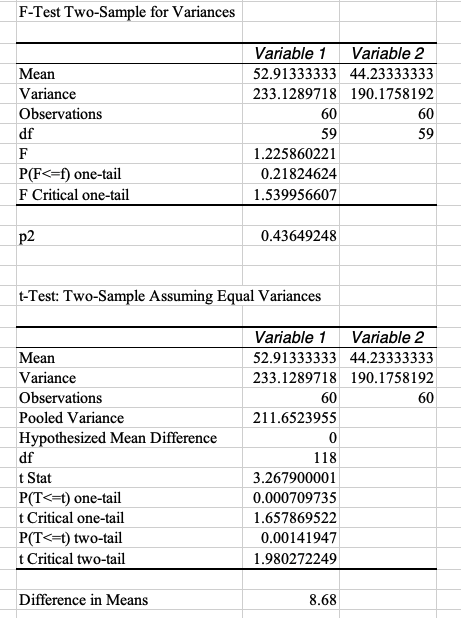 F-Test Two-Sample for Variances
Variable 1 Variable 2
Mean 52.91333333 44.23333333
Variance 233.1289718 190.1758192
Observations 60 60
df 59 59
F 1.225860221
P(F<=f) one-tail 0.21824624
F Critical one-tail 1.539956607
p2 0.43649248
t-Test: Two-Sample Assuming Equal Variances
Variable 1 Variable 2
Mean 52.91333333 44.23333333
Variance 233.1289718 190.1758192
Observations 60 60
Pooled Variance 211.6523955
Hypothesized Mean Difference 0
df 118
t Stat 3.267900001
P(T<=t) one-tail 0.000709735
t Critical one-tail 1.657869522
P(T<=t) two-tail 0.00141947
t Critical two-tail 1.980272249
Difference in Means 8.68